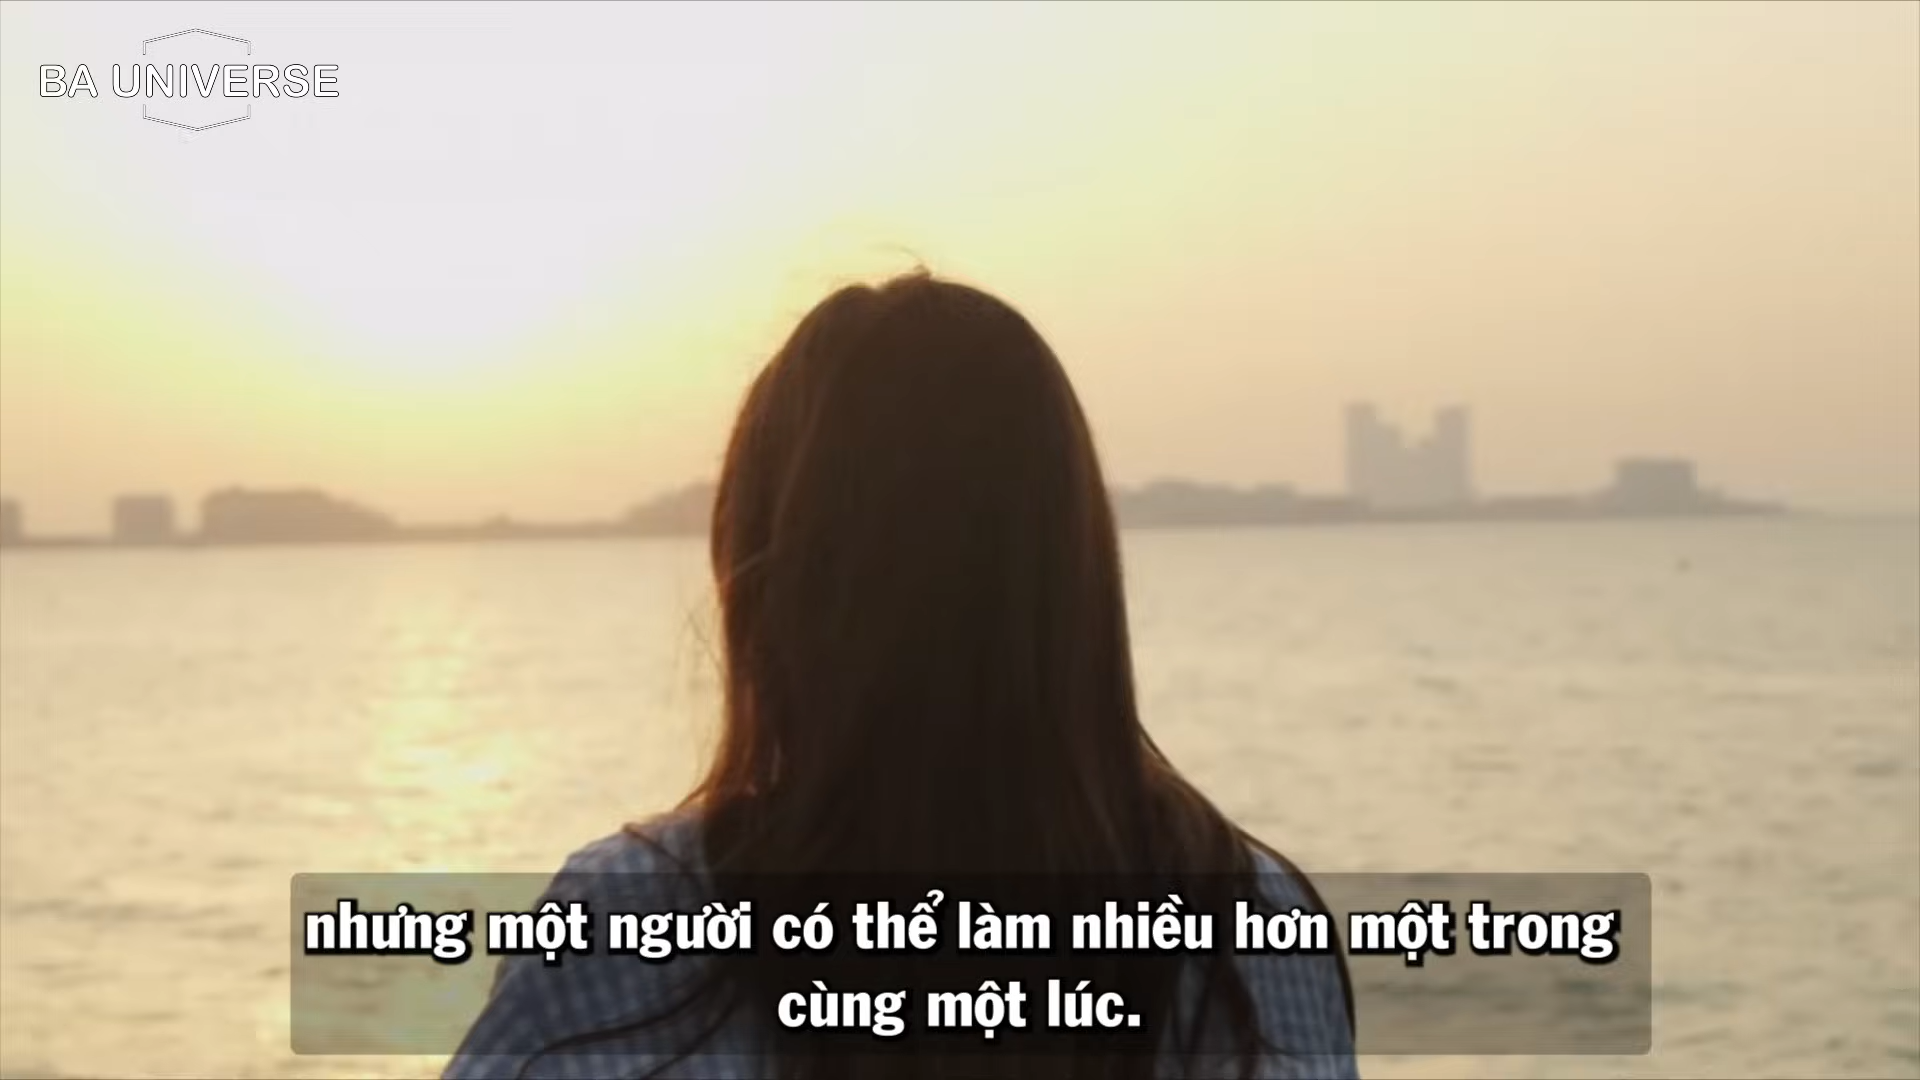 BA UNIVERSE
nhưng một người có thể làm nhiều hơn một trong
cùng một lúc.